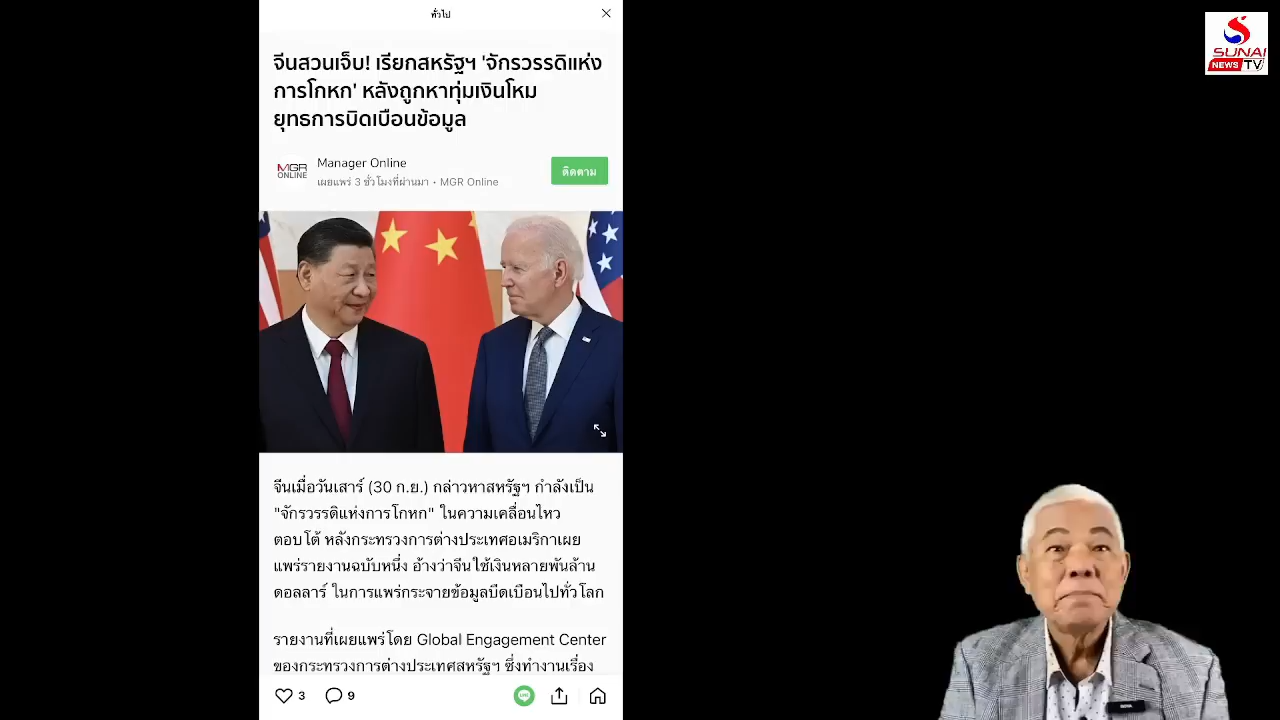 ทั่วไป
SUNAI
NEWS TV
จีนสวนเจ็บ! เรียกสหรัฐฯ 'จักรวรรดิแห่ง
การโกหก' หลังถูกหาทุ่มเงินโหม
ยุทธการบิดเบือนข้อมูล
MGR
ONLINE
Manager Online
เผยแพร่ 3 ชั่วโมงที่ผ่านมา • MGR Online
ติดตาม
จีนเมื่อวันเสาร์ (30 ก.ย.) กล่าวหาสหรัฐฯ กำลังเป็น
"จักรวรรดิแห่งการโกหก" ในความเคลื่อนไหว
ตอบโต้ หลังกระทรวงการต่างประเทศอเมริกาเผย
แพร่รายงานฉบับหนึ่ง อ้างว่าจีนใช้เงินหลายพันล้าน
ดอลลาร์ ในการแพร่กระจายข้อมูลบิดเบือนไปทั่วโลก
รายงานที่เผยแพร่โดย Global Engagement Center
ของกระทรวงการต่างประเทศสหรัฐฯ ซึ่งทำงานเรื่อง
3
9